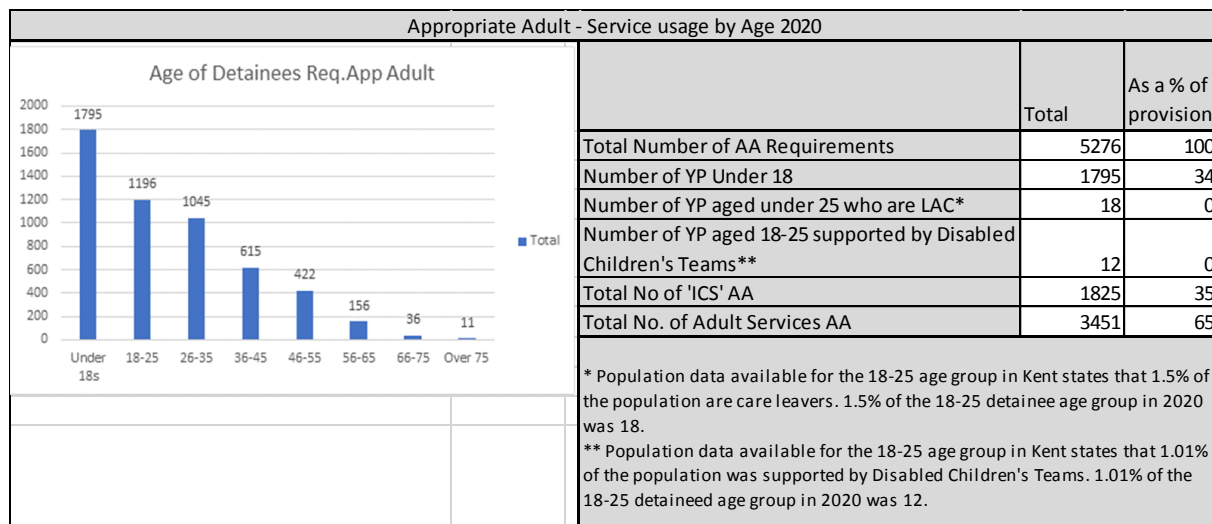 Appropriate Adult - Service usage by Age 2020
Age of Detainees Req.App Adult
2000
1800
1600
1400
1200
1000
800
600
400
200
0
1795
1196
1045
615
422
156
36
11
Under
18s
18-25
26-35
36-45
46-55
56-65
66-75
Over 75
Total
Total
As a % of
provision
Total Number of AA Requirements 5276 100
Number of YP Under 18 1795 34
Number of YP aged under 25 who are LAC* 18 0
Number of YP aged 18-25 supported by Disabled
Children's Teams** 12 0
Total No of 'ICS' AA 1825 35
Total No. of Adult Services AA 3451 65
* Population data available for the 18-25 age group in Kent states that 1.5% of
the population are care leavers. 1.5% of the 18-25 detainee age group in 2020
was 18.
** Population data available for the 18-25 age group in Kent states that 1.01%
of the population was supported by Disabled Children's Teams. 1.01% of the
18-25 detaineed age group in 2020 was 12.